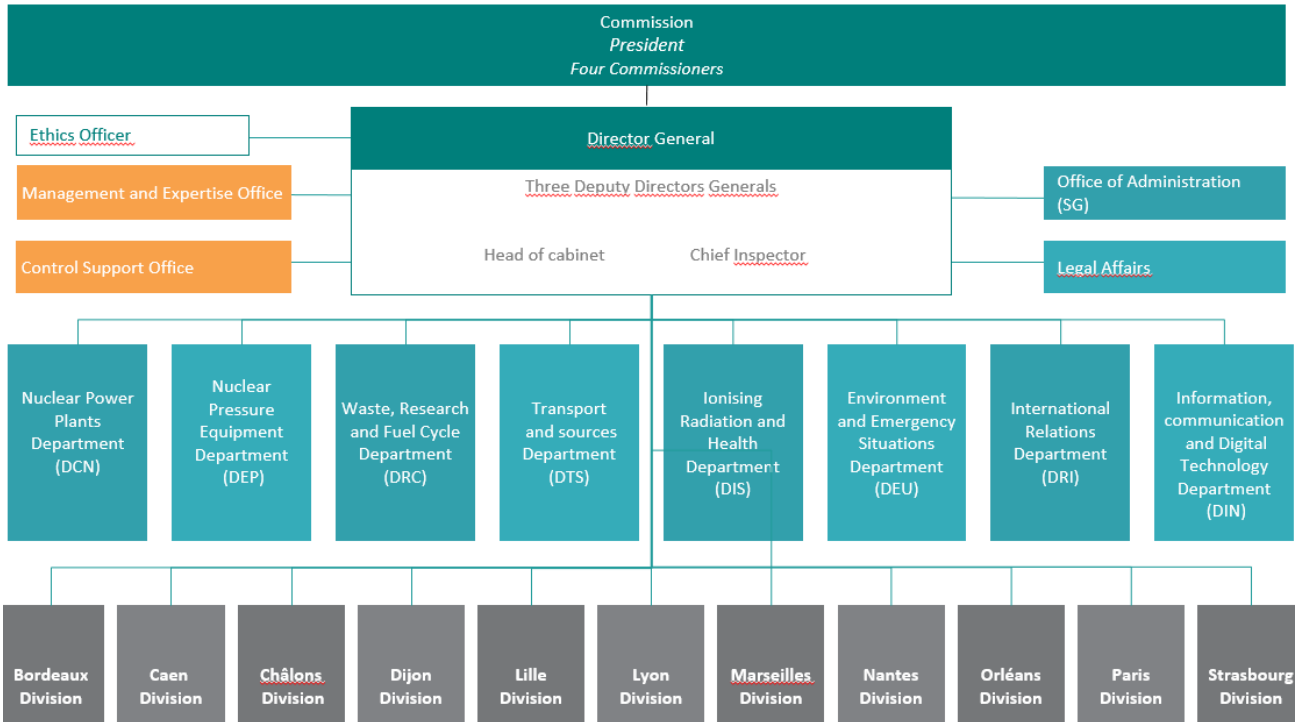 Commission
President
Four Commissioners
Ethics Officer
Director General
Management and Expertise Office
Three Deputy Directors Generals
Office of Administration
(SG)
Control Support Office
Head of cabinet
Chief Inspector
Legal Affairs
Nuclear Power
Plants
Department
(DCN)
Nuclear
Pressure
Equipment
Department
(DEP)
Waste, Research
and Fuel Cycle
Department
(DRC)
Transport
and sources
Department
(DTS)
Ionising
Radiation and
Health
Department
(DIS)
Environment
and Emergency
Situations
Department
(DEU)
International
Relations
Department
(DRI)
Information,
communication
and Digital
Technology
Department
(DIN)
Bordeaux
Division
Caen
Division
Châlons
Division
Dijon
Division
Lille
Division
Lyon
Division
Marseilles
Division
Nantes
Division
Orléans
Division
Paris
Division
Strasbourg
Division